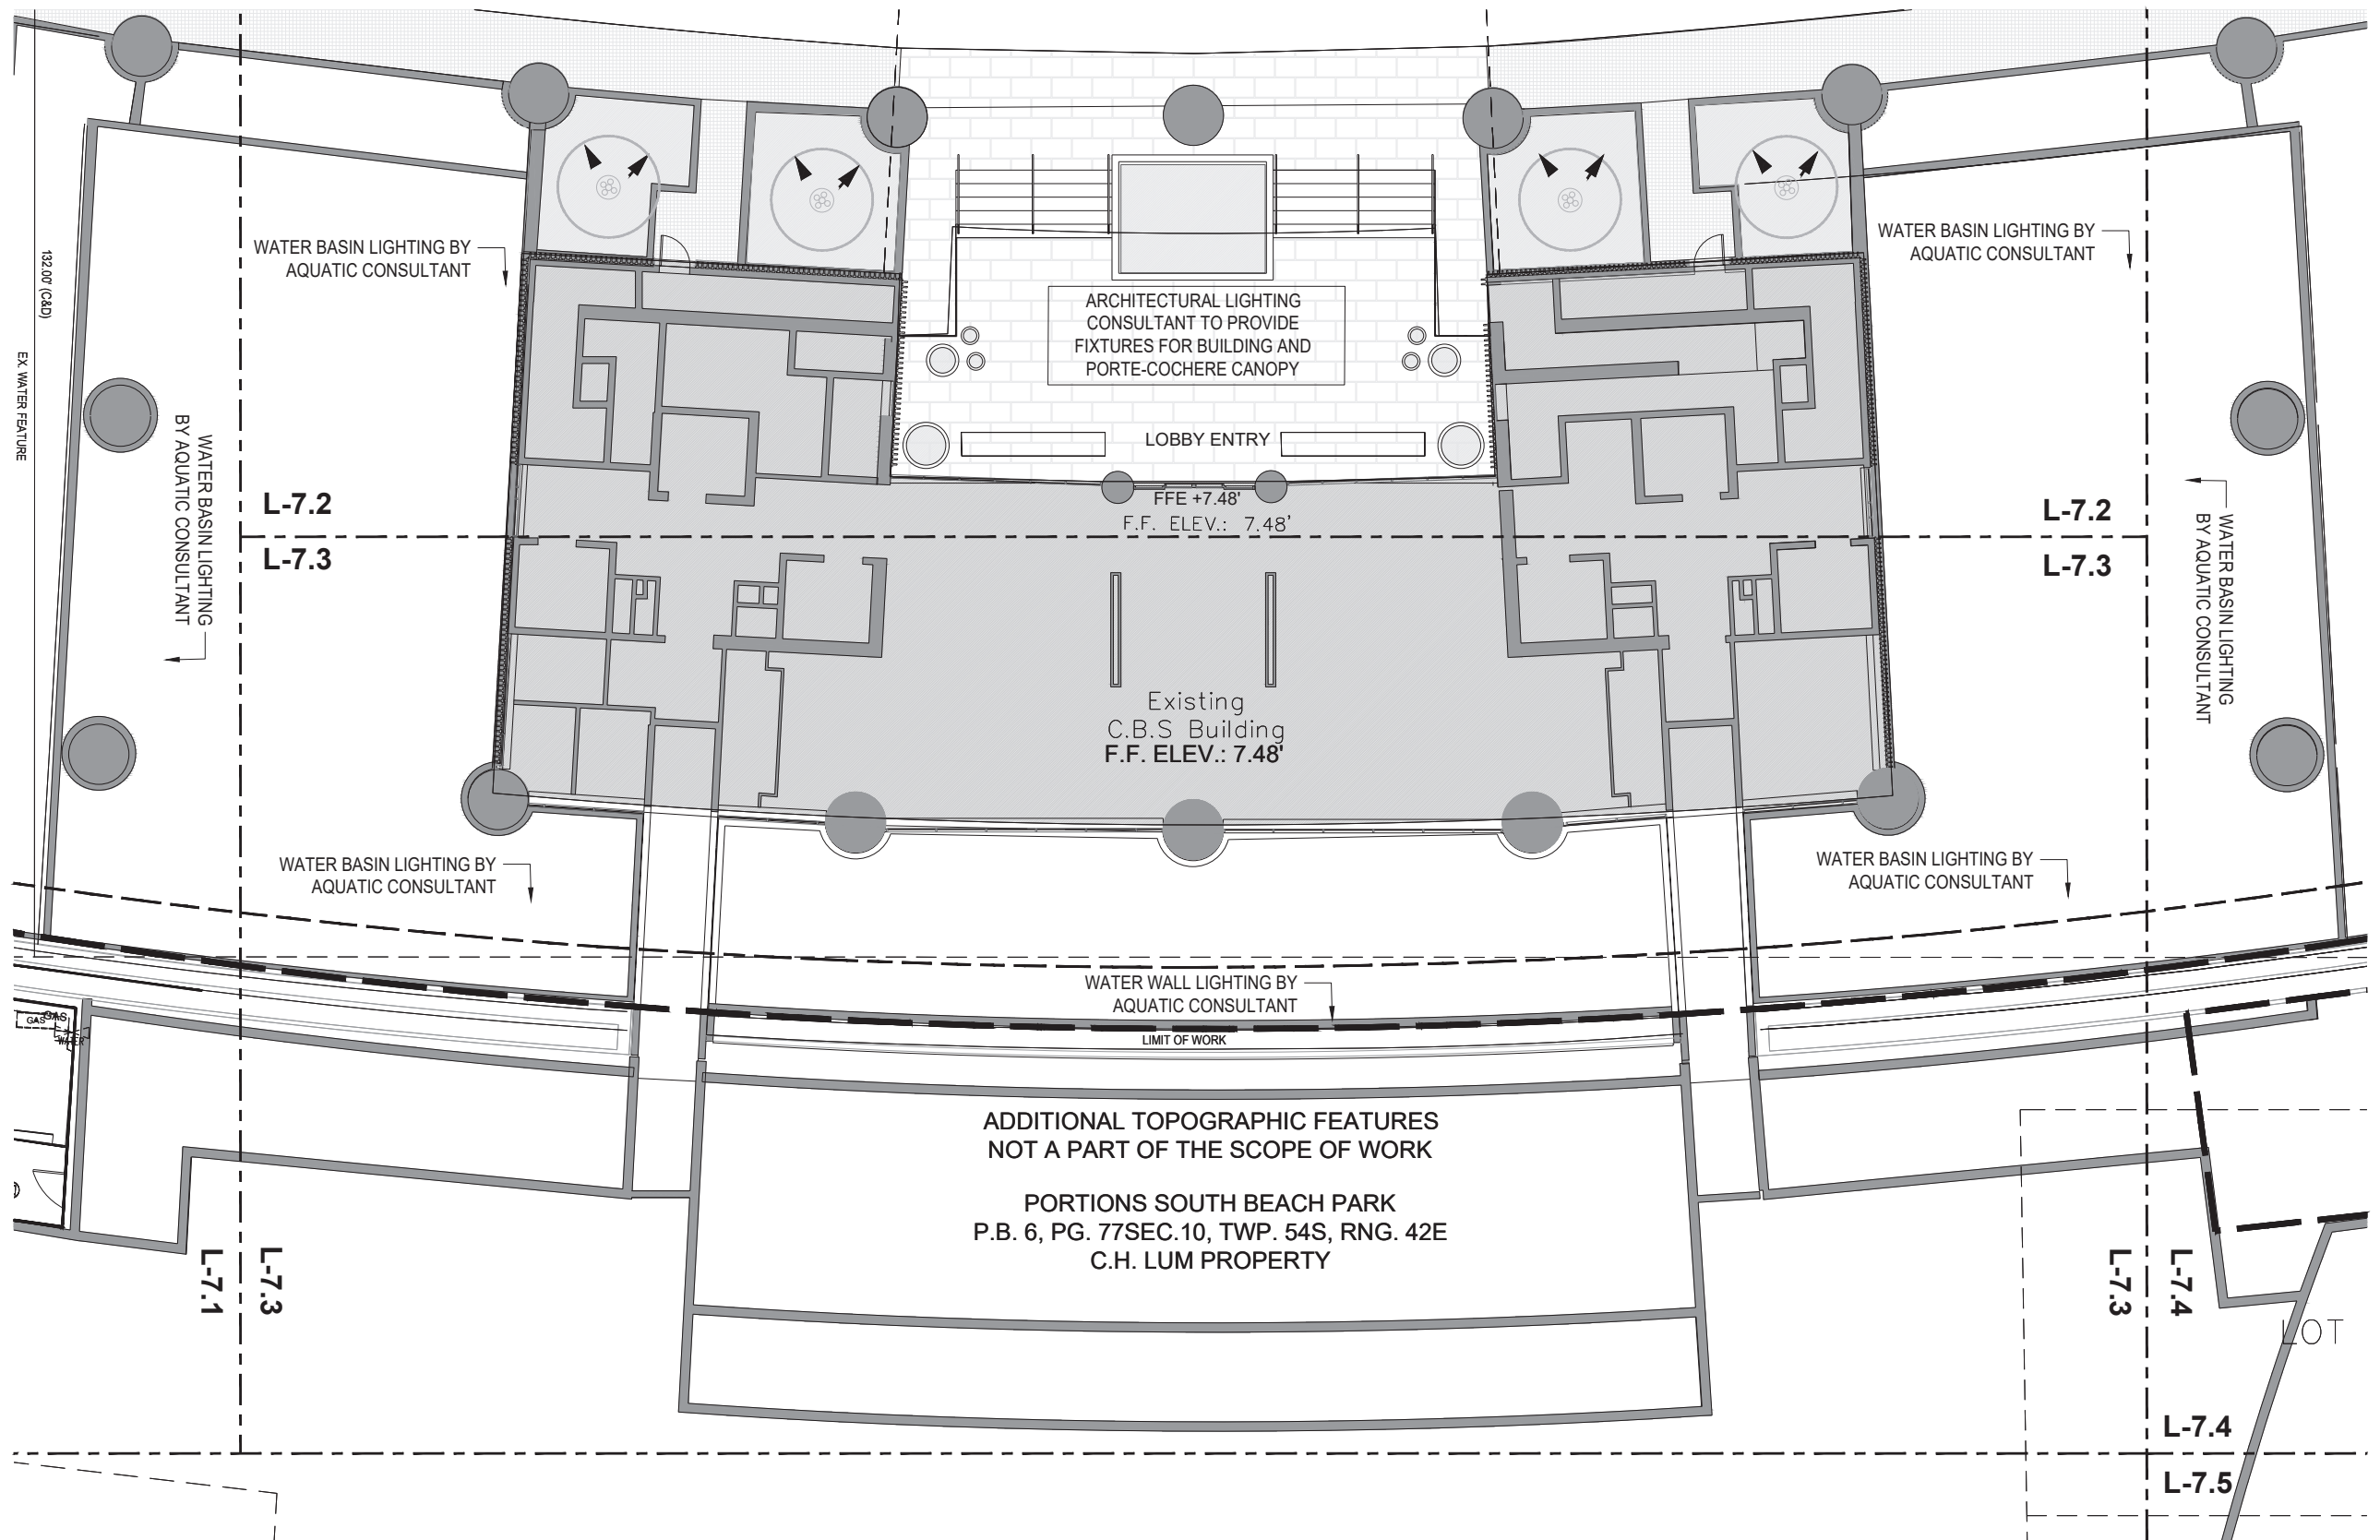 WATER BASIN LIGHTING BY
AQUATIC CONSULTANT
WATER BASIN LIGHTING BY
AQUATIC CONSULTANT
132.00' (C&D)
EX. WATER FEATURE
ARCHITECTURAL LIGHTING
CONSULTANT TO PROVIDE
FIXTURES FOR BUILDING AND
PORTE-COCHERE CANOPY
WATER BASIN LIGHTING
BY AQUATIC CONSULTANT
LOBBY ENTRY
L-7.2
L-7.3
FFE +7.48'
F.F. ELEV.: 7.48'
L-7.2
L-7.3
WATER BASIN LIGHTING
BY AQUATIC CONSULTANT
Existing
C.B.S Building
F.F. ELEV.: 7.48'
WATER BASIN LIGHTING BY
AQUATIC CONSULTANT
WATER BASIN LIGHTING BY
AQUATIC CONSULTANT
WATER WALL LIGHTING BY
AQUATIC CONSULTANT
LIMIT OF WORK
GAS
GAS
WATER
ADDITIONAL TOPOGRAPHIC FEATURES
NOT A PART OF THE SCOPE OF WORK
PORTIONS SOUTH BEACH PARK
P.B. 6, PG. 77SEC.10, TWP. 54S, RNG. 42E
C.H. LUM PROPERTY
L-7.1
L-7.3
L-7.3
L-7.4
LOT
L-7.4
L-7.5